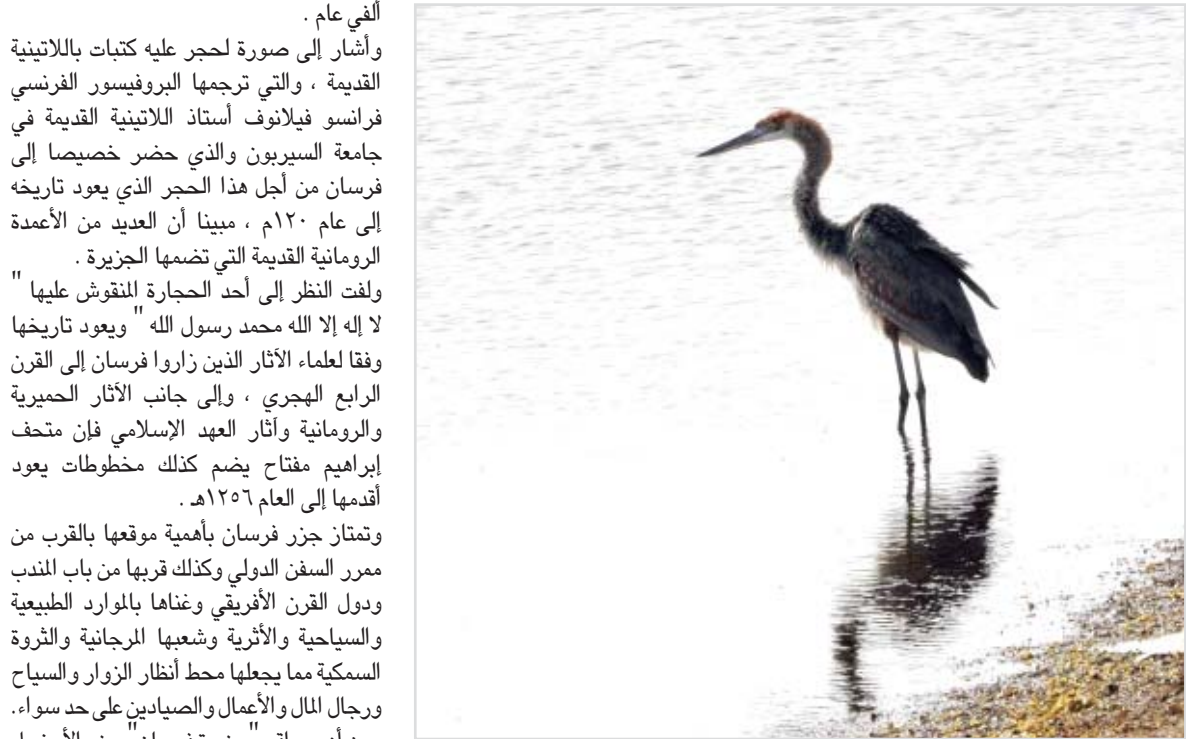 ألفي عام .
وأشار إلى صورة لحجر عليه كتبات باللاتينية
القديمة ، والتي ترجمها البروفيسور الفرنسي
فرانسو فيلانوف أستاذ اللاتينية القديمة في
جامعة السيربون والذي حضر خصيصا إلى
فرسان من أجل هذا الحجر الذي يعود تاريخه
إلى عام ١٢٠م ، مبينا أن العديد من الأعمدة
الرومانية القديمة التي تضمها الجزيرة .
ولفت النظر إلى أحد الحجارة المنقوش عليها "
لا إله إلا الله محمد رسول الله " ويعود تاريخها
وفقا لعلماء الآثار الذين زاروا فرسان إلى القرن
الرابع الهجري ، وإلى جانب الآثار الحميرية
والرومانية وآثار العهد الإسلامي فإن متحف
إبراهيم مفتاح يضم كذلك مخطوطات يعود
أقدمها إلى العام ١٢٥٦هـ .
وتمتاز جزر فرسان بأهمية موقعها بالقرب من
ممرر السفن الدولي وكذلك قربها من باب المندب
ودول القرن الأفريقي وغناها بالموارد الطبيعية
والسياحية والأثرية وشعبها المرجانية والثروة
السمكية مما يجعلها محط أنظار الزوار والسياح
ورجال المال والأعمال والصيادين على حد سواء.